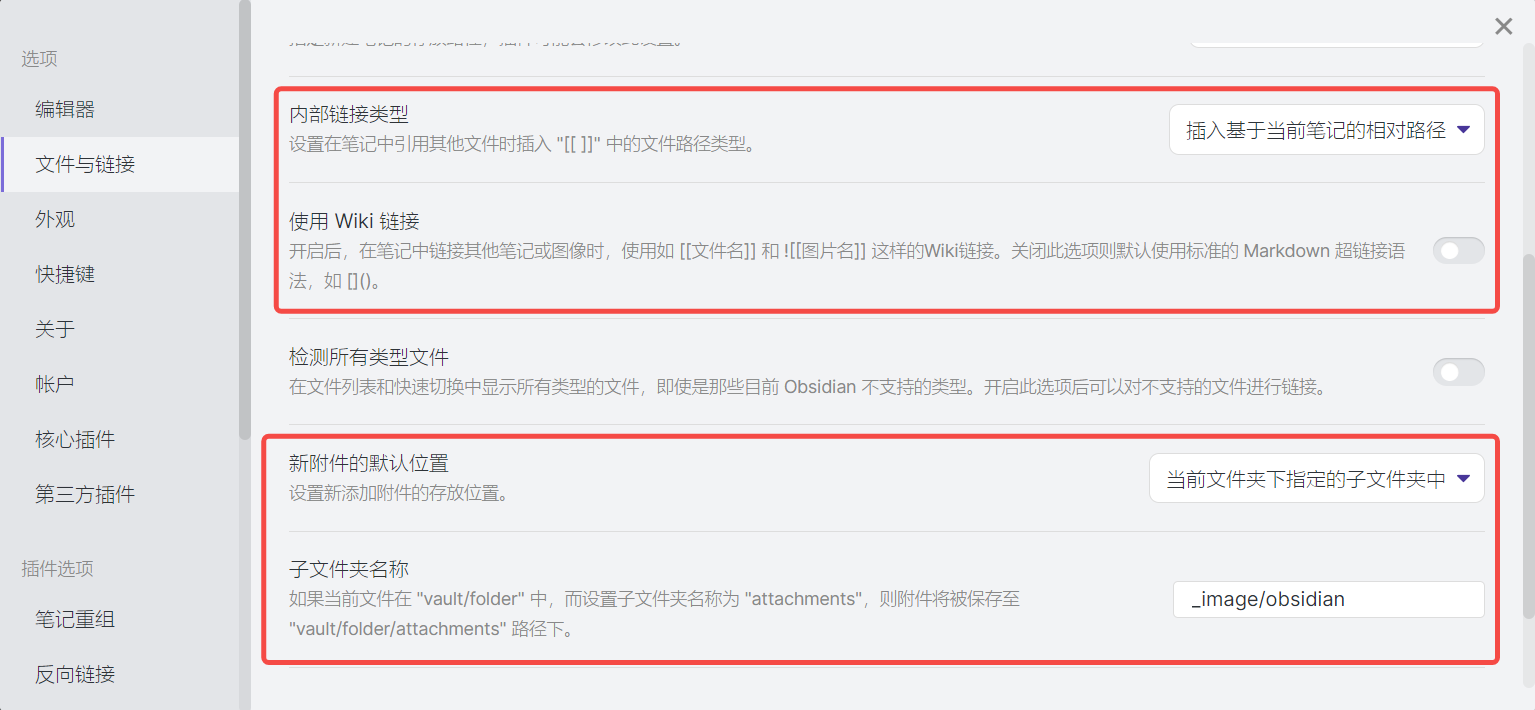 选项
编辑器
文件与链接
外观
快捷键
关于
帐户
核心插件
第三方插件
插件选项
笔记重组
反向链接
内部链接类型
设置在笔记中引用其他文件时插入 "[[ ]]" 中的文件路径类型。
插入基于当前笔记的相对路径
使用 Wiki 链接
开启后，在笔记中链接其他笔记或图像时，使用如 [[文件名]] 和 ![[图片名]] 这样的Wiki链接。关闭此选项则默认使用标准的 Markdown 超链接语
法，如 []()。
检测所有类型文件
在文件列表和快速切换中显示所有类型的文件，即使是那些目前 Obsidian 不支持的类型。开启此选项后可以对不支持的文件进行链接。
新附件的默认位置
设置新添加附件的存放位置。
当前文件夹下指定的子文件夹中
子文件夹名称
如果当前文件在 "vault/folder" 中，而设置子文件夹名称为 "attachments"，则附件将被保存至
"vault/folder/attachments" 路径下。
_image/obsidian